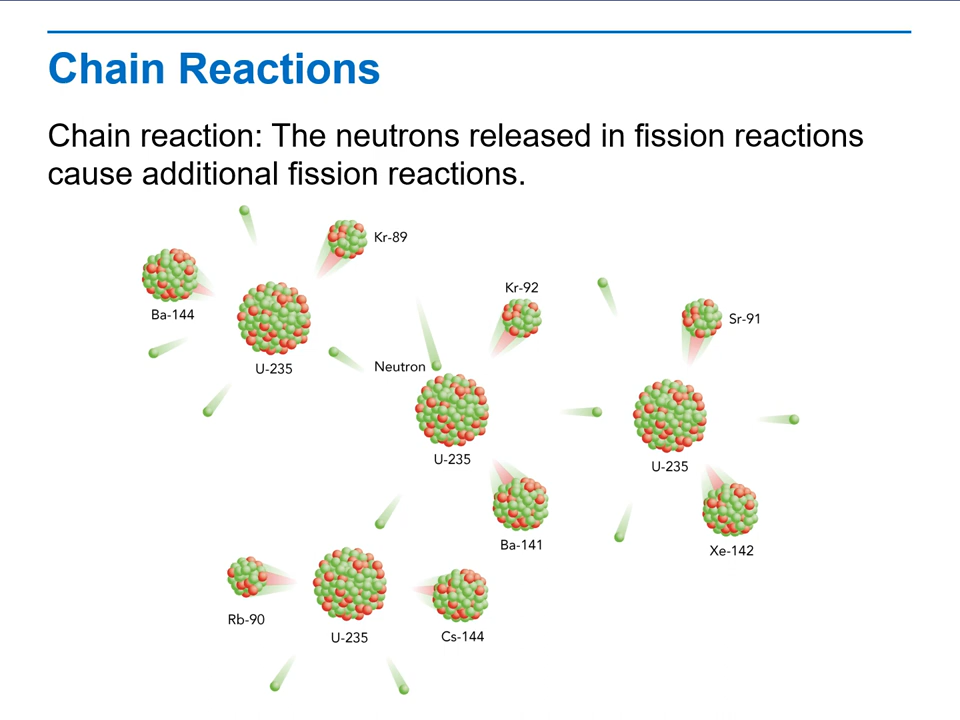 Chain Reactions
Chain reaction: The neutrons released in fission reactions
cause additional fission reactions.
Kr-89
Ba-144
U-235
Neutron
Kr-92
Sr-91
U-235
U-235
Ba-141
Xe-142
Rb-90
U-235
Cs-144